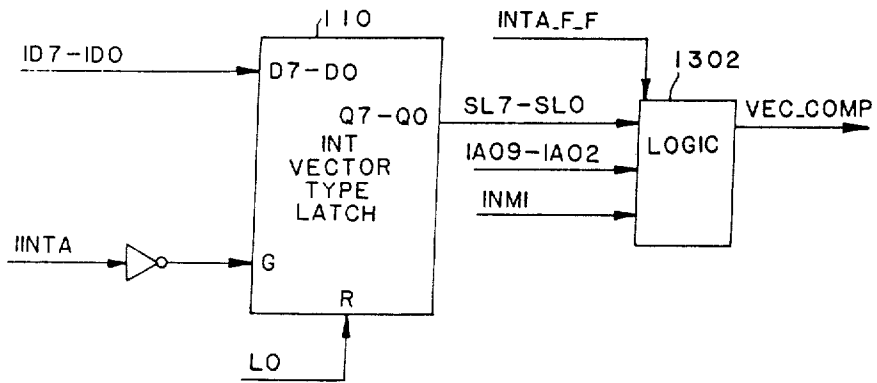 110
INTA_F_F
1302
ID7-ID0
D7-D0
Q7-Q0
SL7-SL0
VEC_COMP
INT
VECTOR
TYPE
LATCH
LOGIC
IA09-IA02
INMI
IINTA
G
R
LO